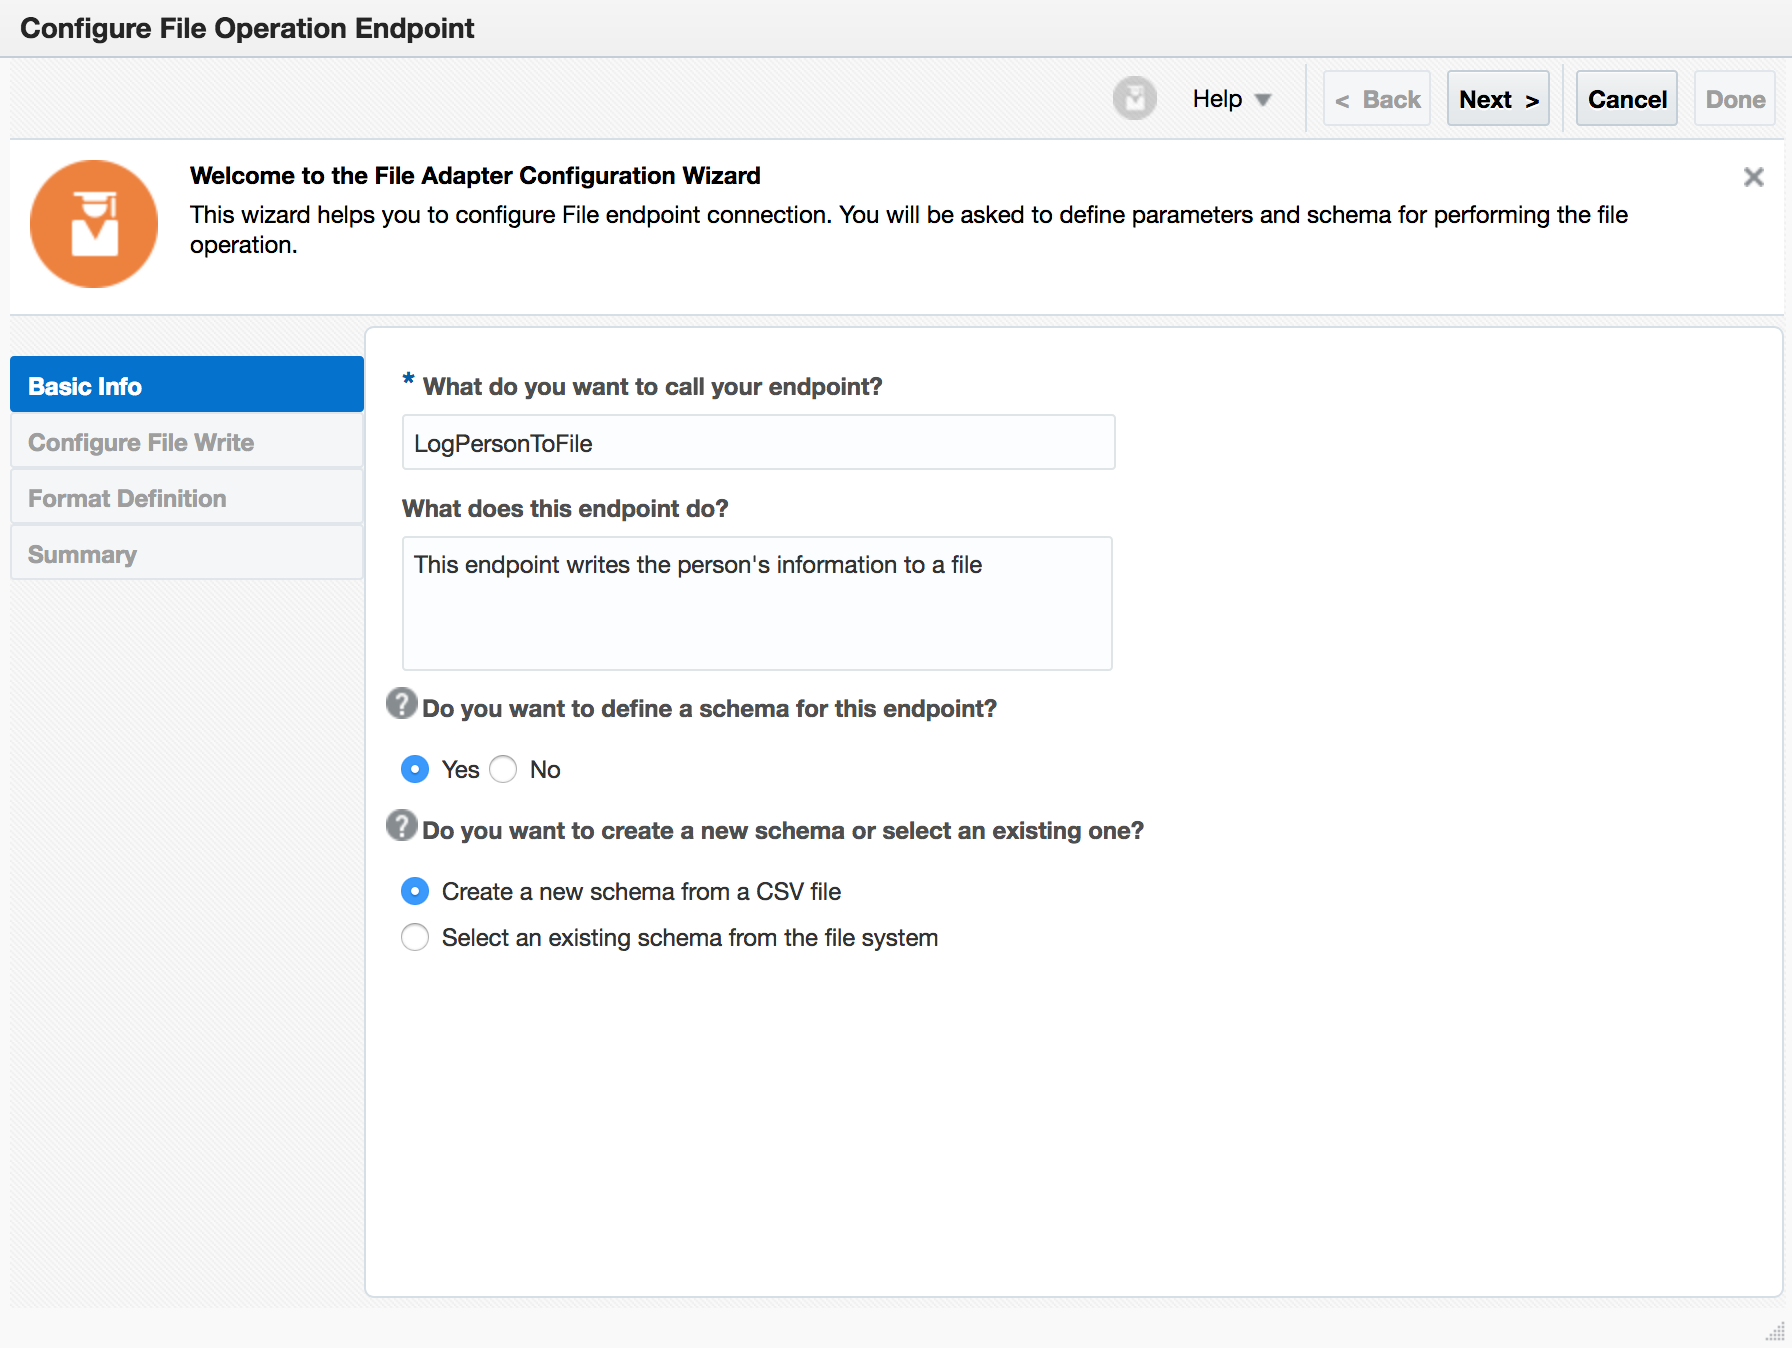 Configure File Operation Endpoint
Help
< Back
Next >
Cancel
Done
Welcome to the File Adapter Configuration Wizard
This wizard helps you to configure File endpoint connection. You will be asked to define parameters and schema for performing the file
operation.
Basic Info
Configure File Write
Format Definition
Summary
* What do you want to call your endpoint?
LogPersonToFile
What does this endpoint do?
This endpoint writes the person's information to a file
? Do you want to define a schema for this endpoint?
Yes No
? Do you want to create a new schema or select an existing one?
Create a new schema from a CSV file
Select an existing schema from the file system